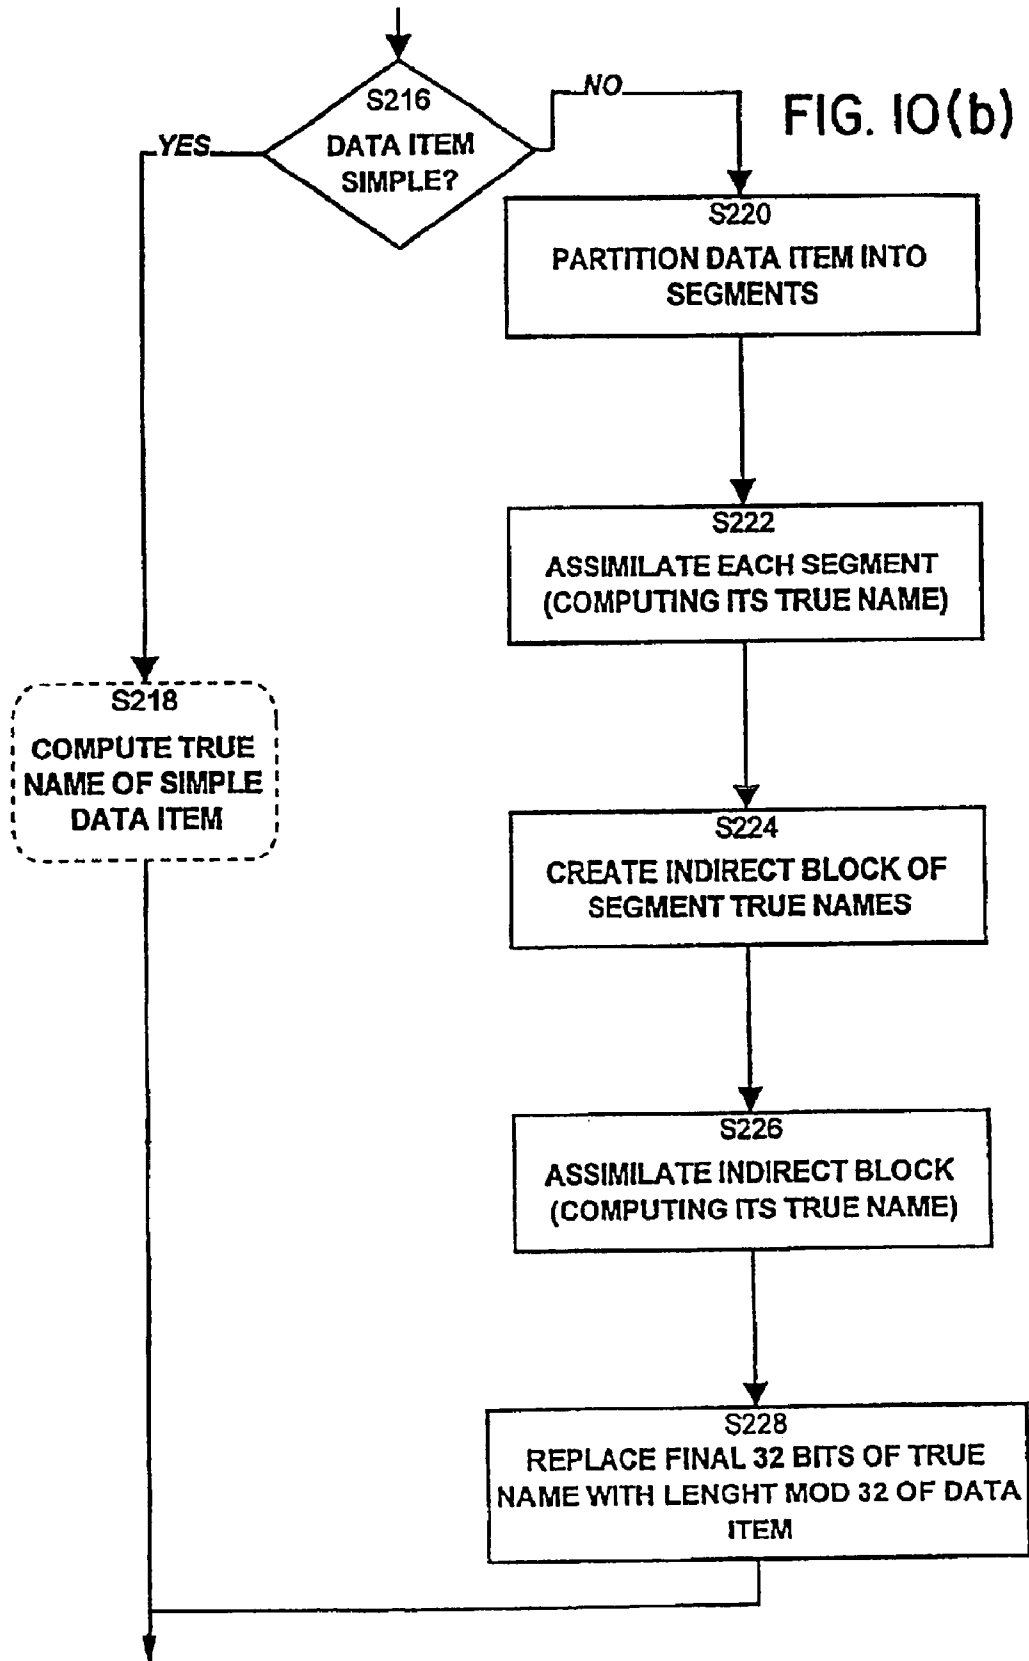 FIG. 10(b)
S216
DATA ITEM
SIMPLE?
YES
NO
S220
PARTITION DATA ITEM INTO
SEGMENTS
S222
ASSIMILATE EACH SEGMENT
(COMPUTING ITS TRUE NAME)
S218
COMPUTE TRUE
NAME OF SIMPLE
DATA ITEM
S224
CREATE INDIRECT BLOCK OF
SEGMENT TRUE NAMES
S226
ASSIMILATE INDIRECT BLOCK
(COMPUTING ITS TRUE NAME)
S228
REPLACE FINAL 32 BITS OF TRUE
NAME WITH LENGHT MOD 32 OF DATA
ITEM